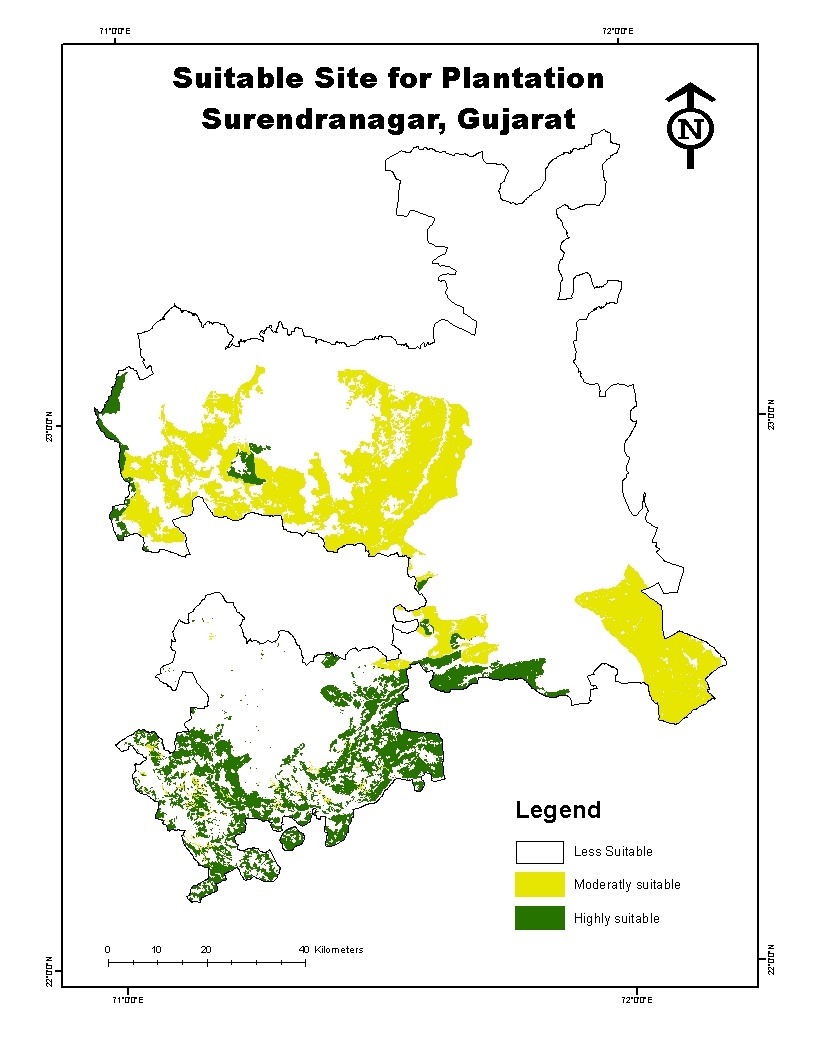 71°0'0"E 72°0'0"E
Suitable Site for Plantation
Surendranagar, Gujarat
N
23°0'0"N 23°0'0"N
Legend
Less Suitable
Moderatly suitable
Highly suitable
0 10 20 40 Kilometers
22°0'0"N 22°0'0"N
71°0'0"E 72°0'0"E